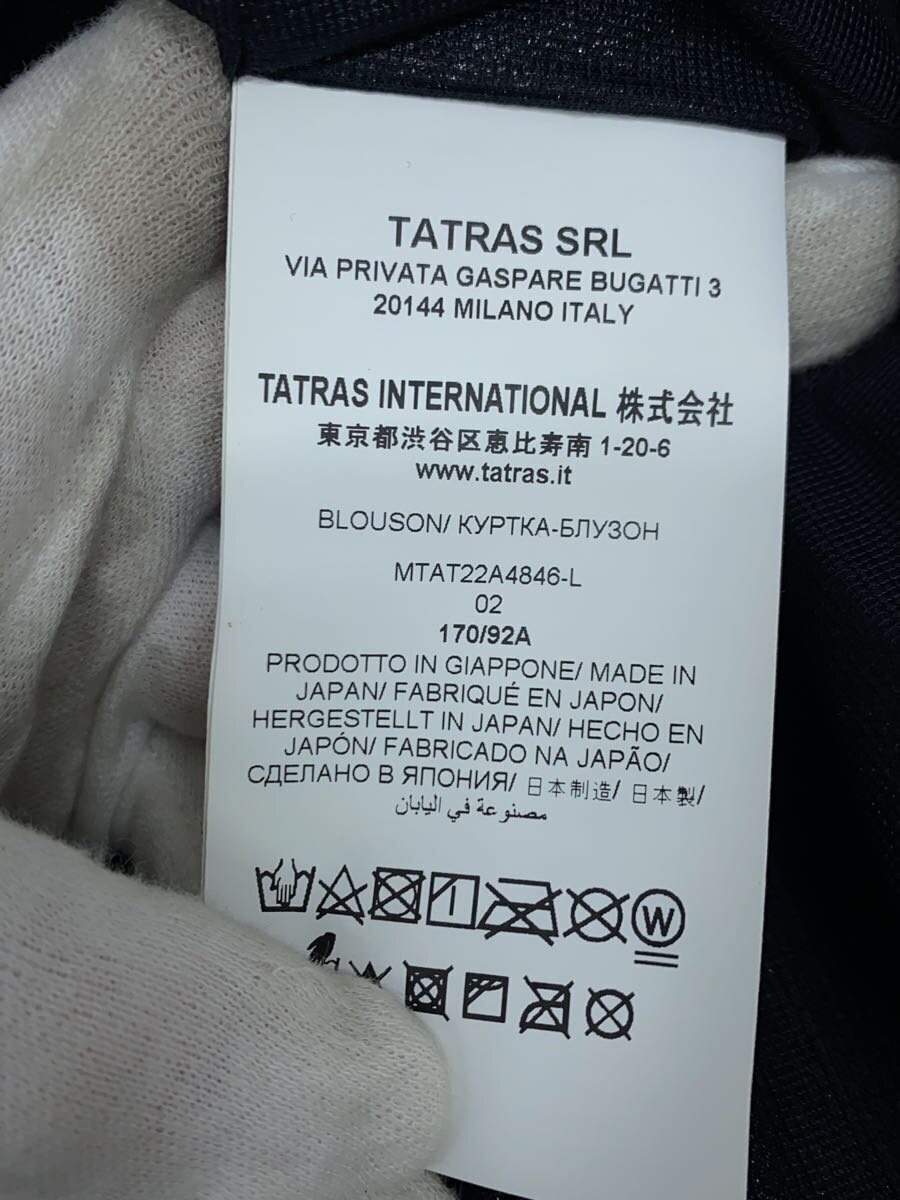 TATRAS SRL
VIA PRIVATA GASPARE BUGATTI 3
20144 MILANO ITALY
TATRAS INTERNATIONAL 株式会社
東京都渋谷区恵比寿南 1-20-6
www.tatras.it
BLOUSON/ КУРТКА-БЛУЗОН
MTAT22A4846-L
02
170/92A
PRODOTTO IN GIAPPONE/ MADE IN
JAPAN/ FABRIQUÉ EN JAPON/
HERGESTELLT IN JAPAN/ HECHO EN
JAPÓN/ FABRICADO NA JAPÃO/
СДЕЛАНО В ЯПОНИЯ/ 日本制造/ 日本製/
مصنوعة في اليابان
W